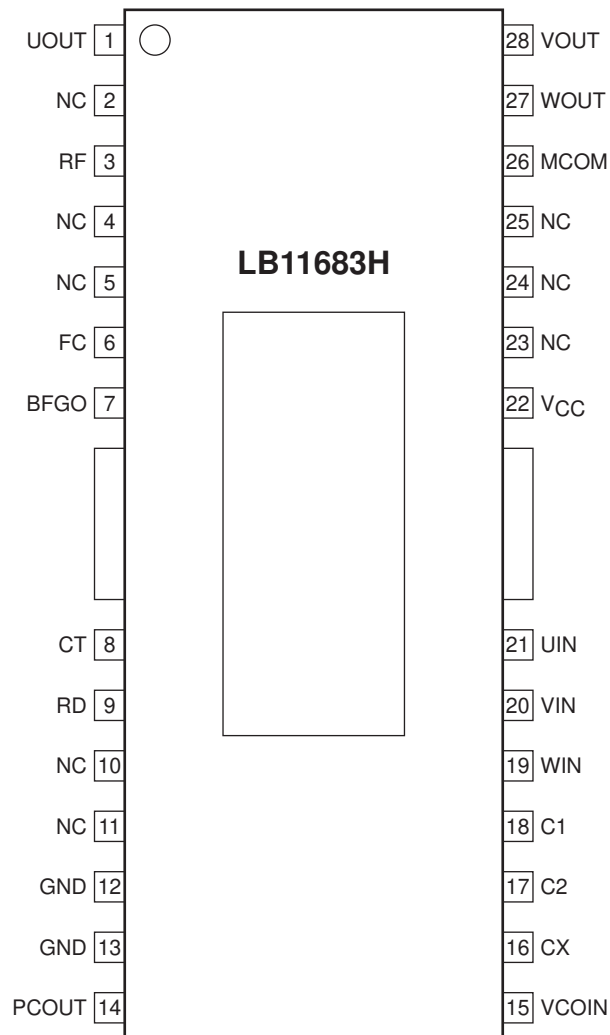 UOUT 1 28 VOUT
NC 2 27 WOUT
RF 3 26 MCOM
NC 4 25 NC
LB11683H
NC 5 24 NC
FC 6 23 NC
BFGO 7 22 VCC
CT 8 21 UIN
RD 9 20 VIN
NC 10 19 WIN
NC 11 18 C1
GND 12 17 C2
GND 13 16 CX
PCOUT 14 15 VCOIN